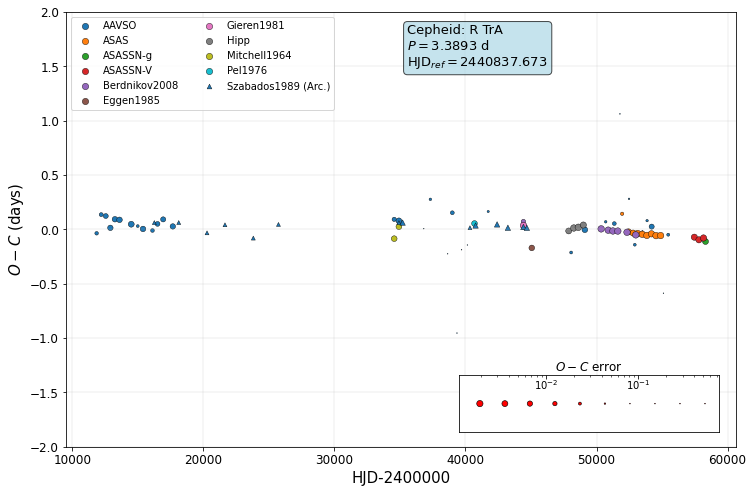 AAVSO
ASAS
ASASSN-g
ASASSN-V
Berdnikov2008
Eggen1985
Gieren1981
Hipp
Mitchell1964
Pel1976
Szabados1989 (Arc.)
Cepheid: R TrA
P = 3.3893 d
HJD_ref = 2440837.673
2.0
1.5
1.0
0.5
0.0
−0.5
−1.0
−1.5
−2.0
O − C (days)
O − C error
10⁻² 10⁻¹
10000 20000 30000 40000 50000 60000
HJD-2400000